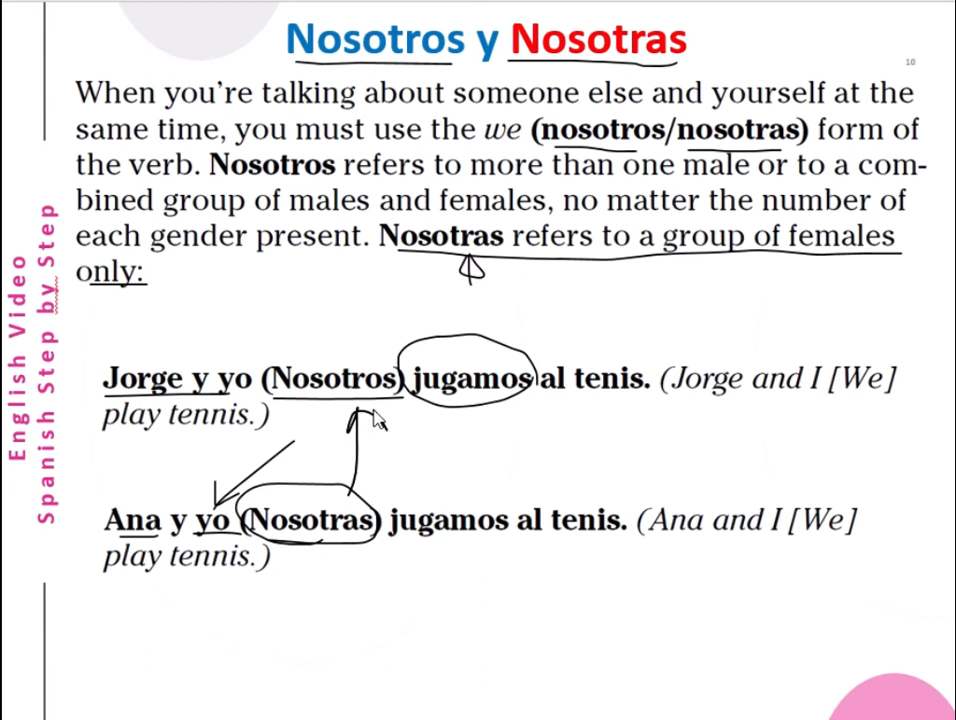 Nosotros y Nosotras
10
When you're talking about someone else and yourself at the
same time, you must use the we (nosotros/nosotras) form of
the verb. Nosotros refers to more than one male or to a com-
bined group of males and females, no matter the number of
each gender present. Nosotras refers to a group of females
only:
Jorge y yo (Nosotros) jugamos al tenis. (Jorge and I [We]
play tennis.)
Ana y yo (Nosotras) jugamos al tenis. (Ana and I [We]
play tennis.)
English Video
Spanish Step by Step